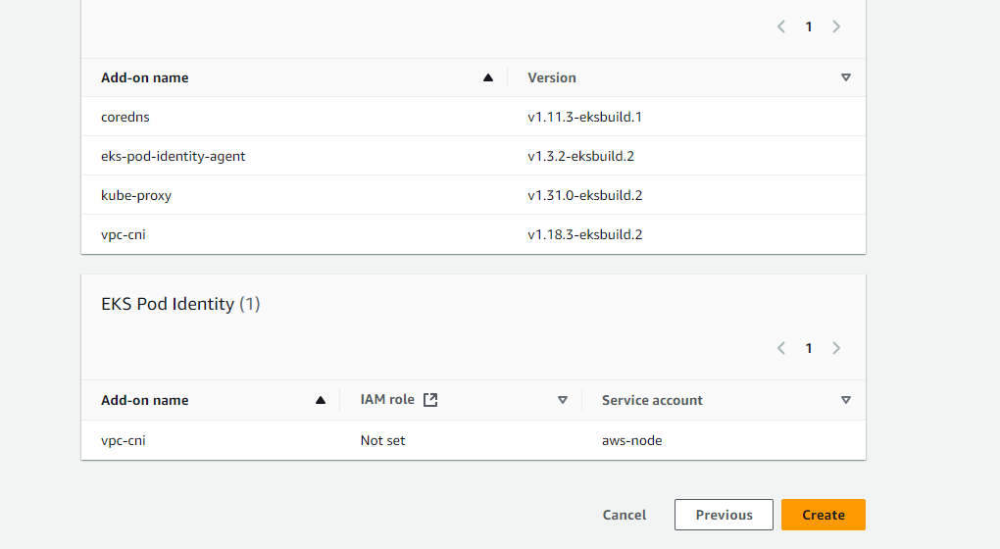 1
Add-on name Version
coredns v1.11.3-eksbuild.1
eks-pod-identity-agent v1.3.2-eksbuild.2
kube-proxy v1.31.0-eksbuild.2
vpc-cni v1.18.3-eksbuild.2
EKS Pod Identity (1)
1
Add-on name IAM role Service account
vpc-cni Not set aws-node
Cancel Previous Create